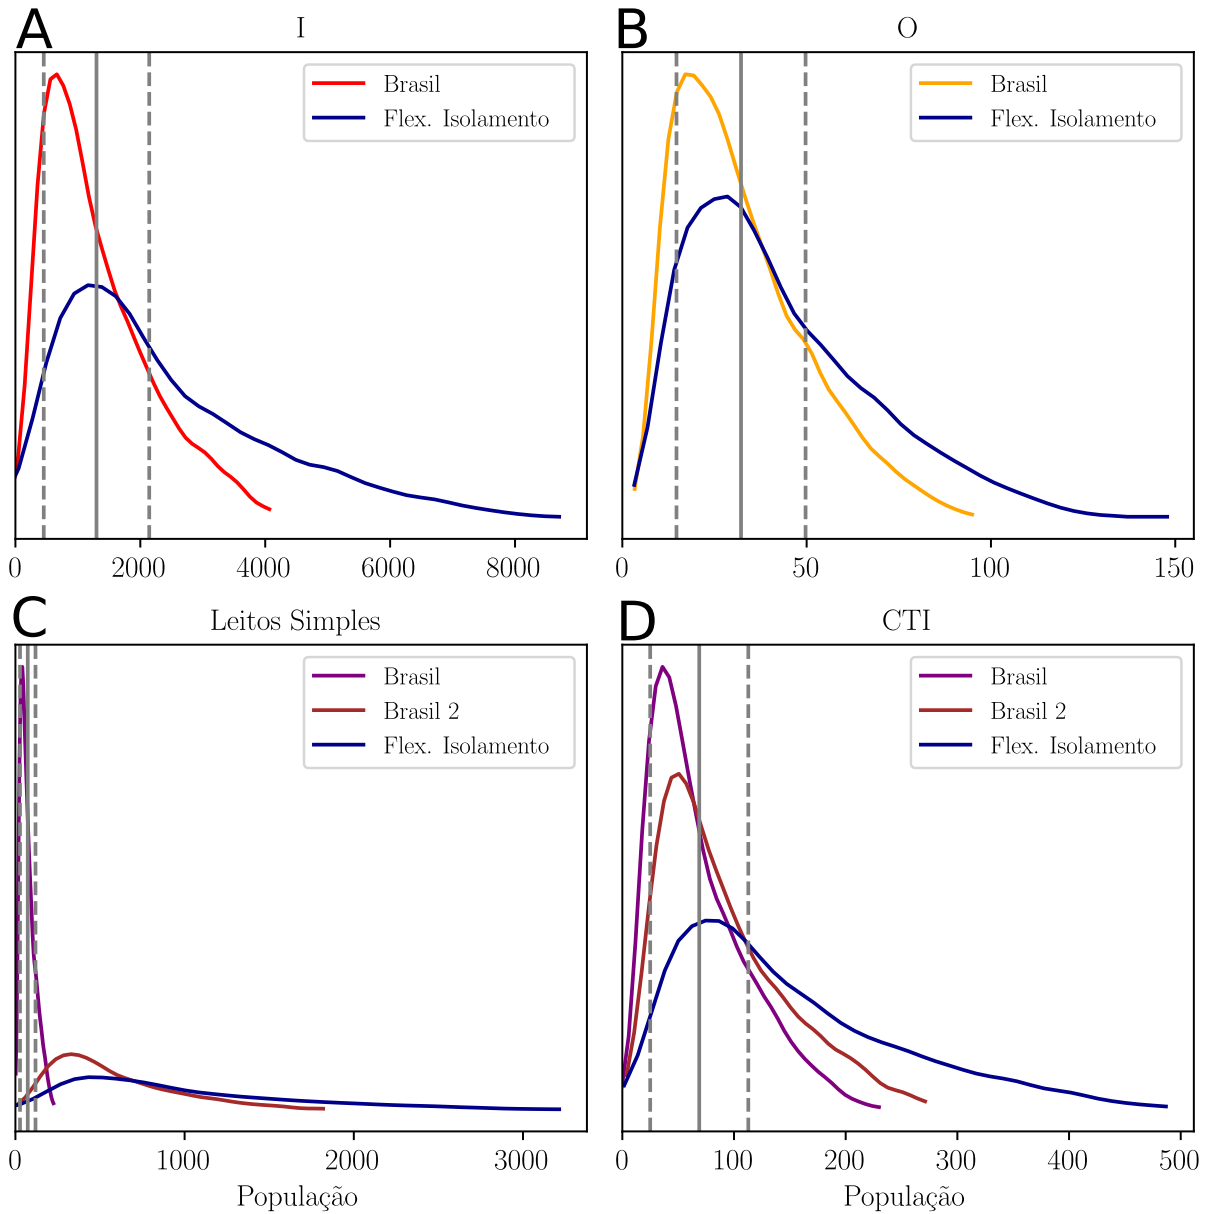 A
I
Brasil
Flex. Isolamento
0 2000 4000 6000 8000
B
O
Brasil
Flex. Isolamento
0 50 100 150
C
Leitos Simples
Brasil
Brasil 2
Flex. Isolamento
0 1000 2000 3000
População
D
CTI
Brasil
Brasil 2
Flex. Isolamento
0 100 200 300 400 500
População